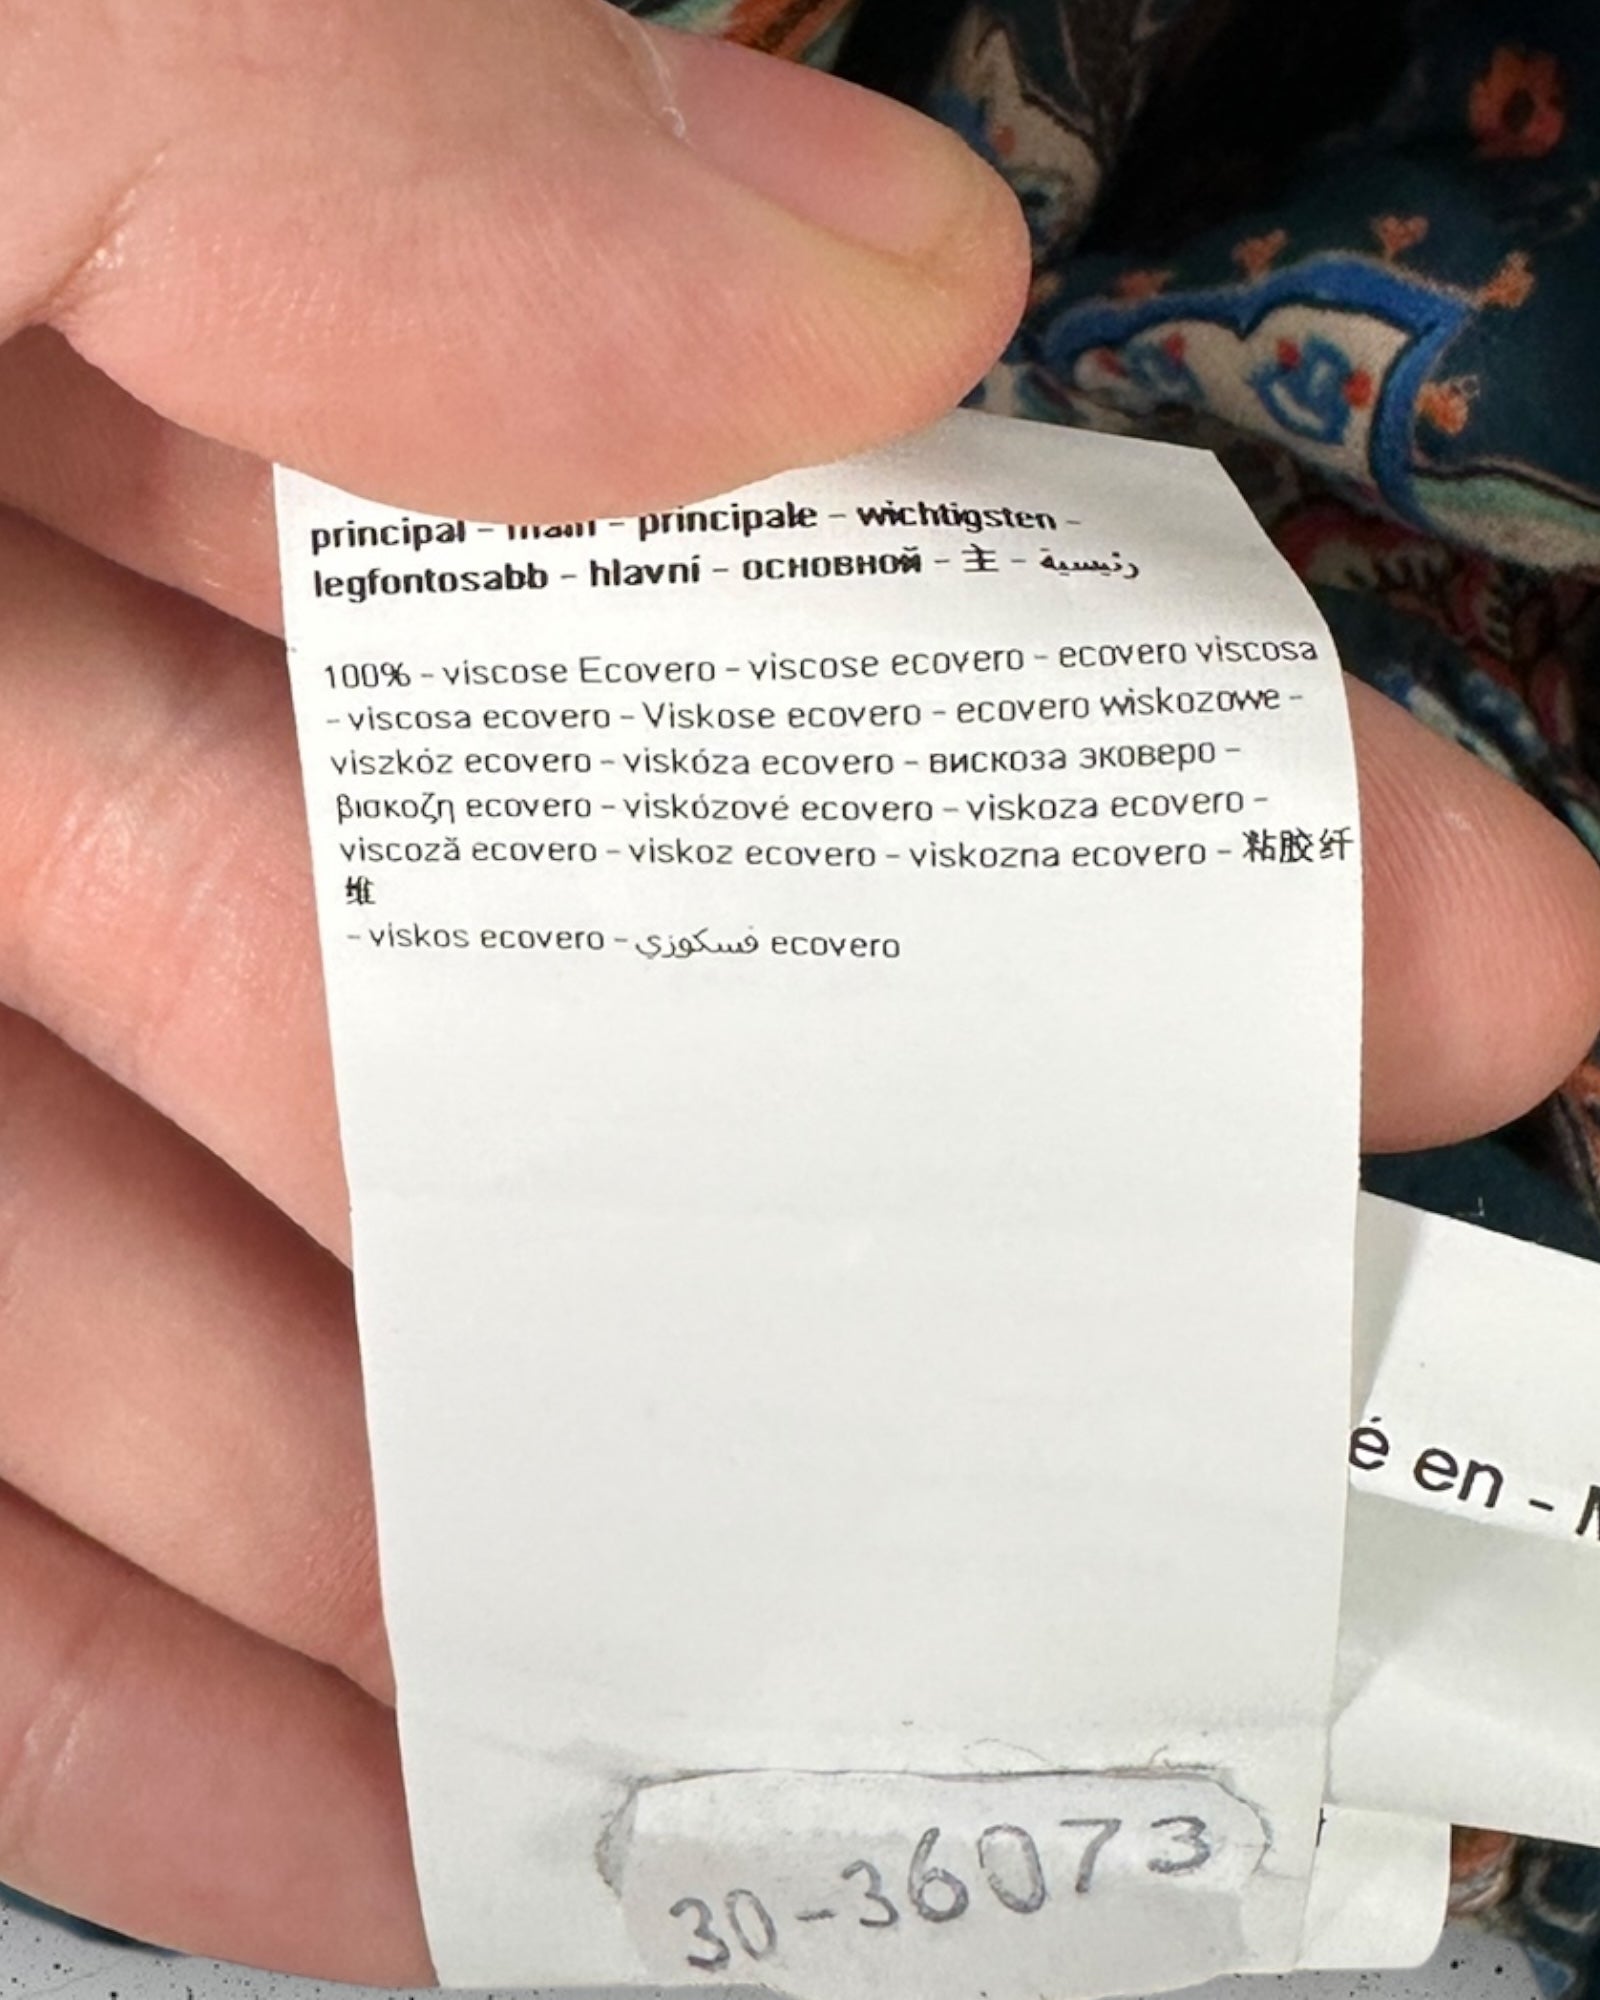 principal - main - principale - wichtigsten -
legfontosabb - hlavní - ОСНОВНОЙ - 主 - رئيسية
100% - viscose Ecovero - viscose ecovero - ecovero viscosa
- viscosa ecovero - Viskose ecovero - ecovero wiskozowe -
viszkóz ecovero - viskóza ecovero - вискоза эковеро -
βισκοζη ecovero - viskózové ecovero - viskoza ecovero -
viscoză ecovero - viskoz ecovero - viskozna ecovero - 粘胶纤
维
- viskos ecovero - فسكوزي ecovero
é en -
30-36073